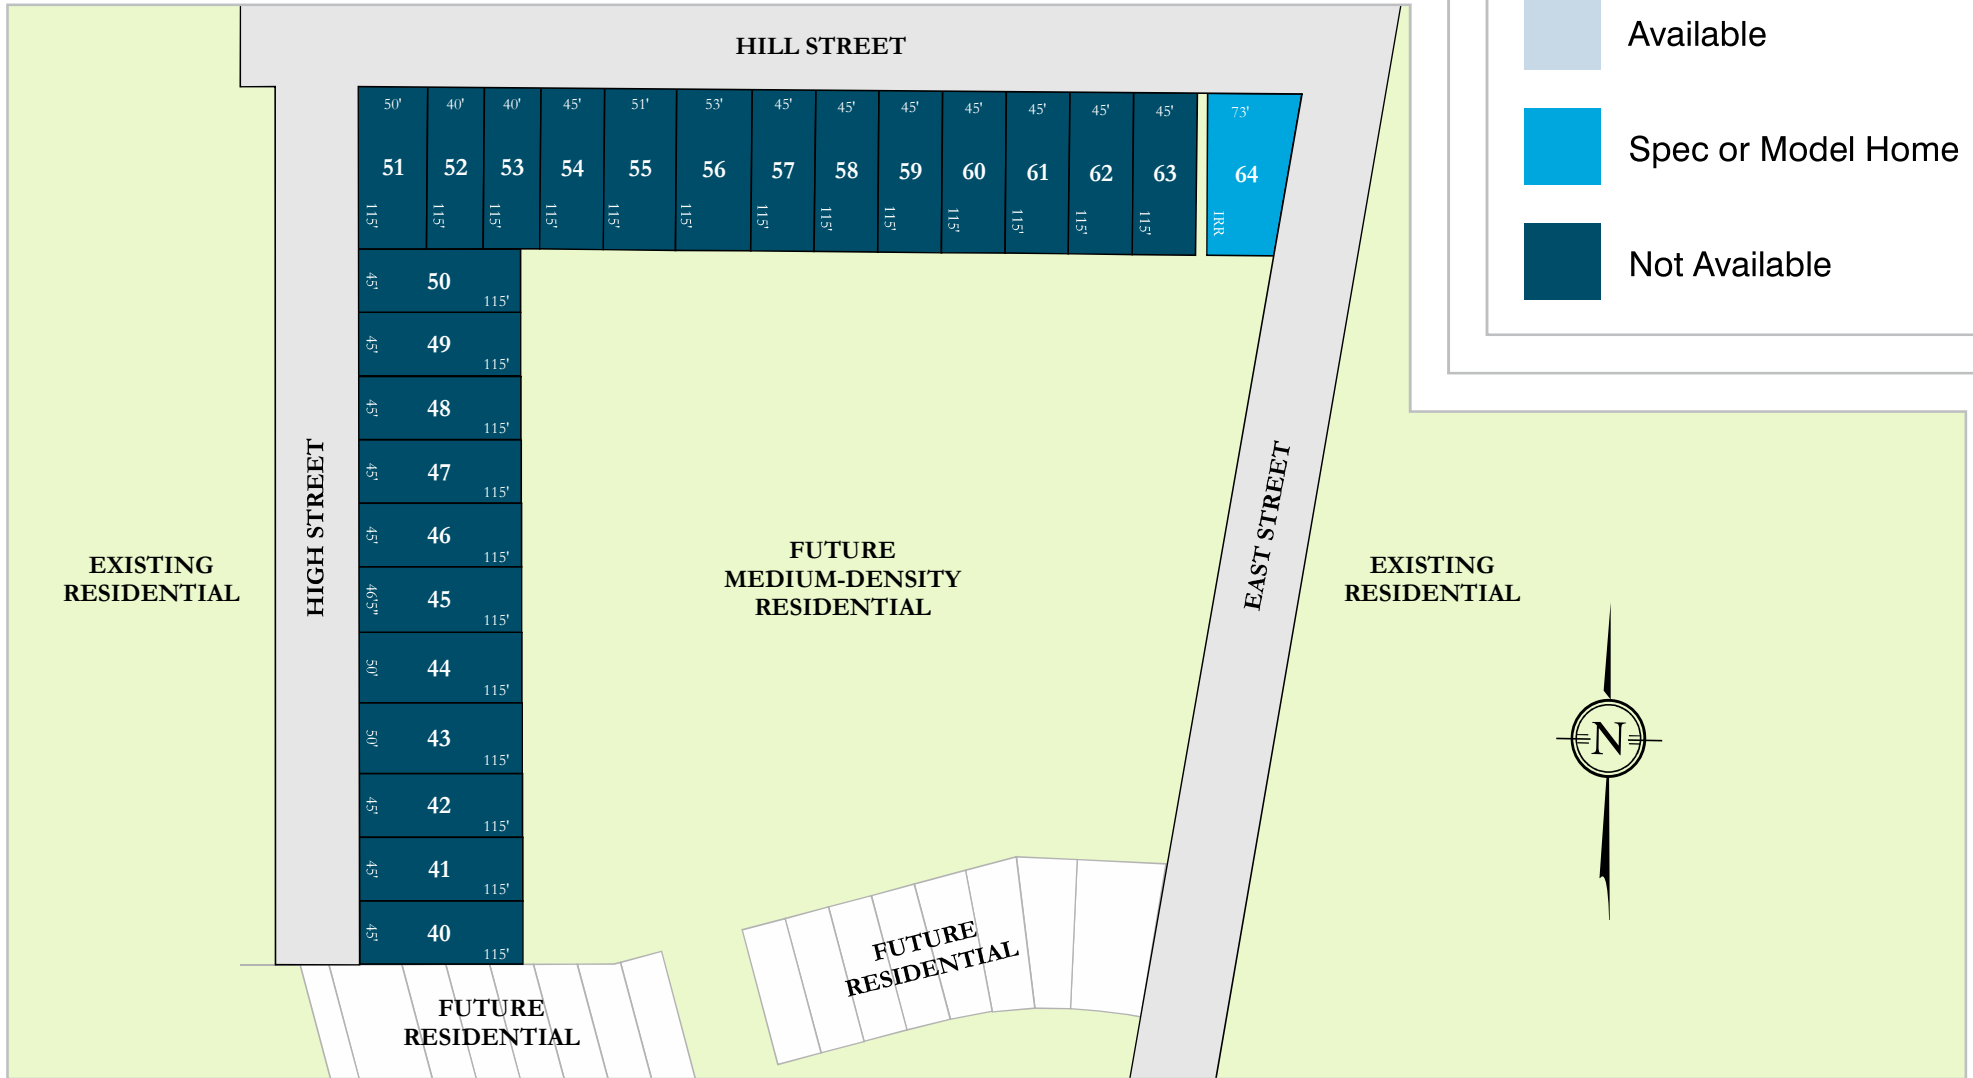 HILL STREET
Available
Spec or Model Home
Not Available
50' 40' 40' 45' 51' 53' 45' 45' 45' 45' 45' 45' 45' 73'
51 52 53 54 55 56 57 58 59 60 61 62 63 64
115' 115' 115' 115' 115' 115' 115' 115' 115' 115' 115' 115' 115' IRR
45' 50 115'
45' 49 115'
45' 48 115'
45' 47 115'
45' 46 115'
46'5" 45 115'
50' 44 115'
50' 43 115'
45' 42 115'
45' 41 115'
45' 40 115'
HIGH STREET
EAST STREET
EXISTING
RESIDENTIAL
FUTURE
MEDIUM-DENSITY
RESIDENTIAL
EXISTING
RESIDENTIAL
N
FUTURE
RESIDENTIAL
FUTURE
RESIDENTIAL